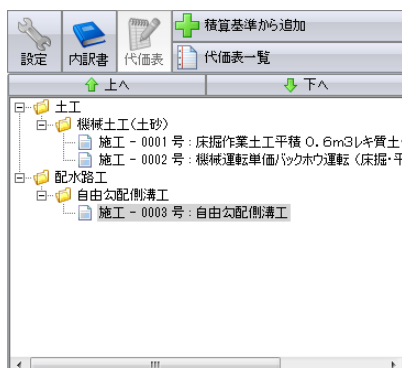 積算基準から追加
設定 内訳書 代価表 代価表一覧
上へ 下へ
土工
機械土工(土砂)
施工 - 0001 号 : 床掘作業土工平積 0. 6m3レキ質土
施工 - 0002 号 : 機械運転単価バックホウ運転 (床掘・平
配水路工
自由勾配側溝工
施工 - 0003 号 : 自由勾配側溝工